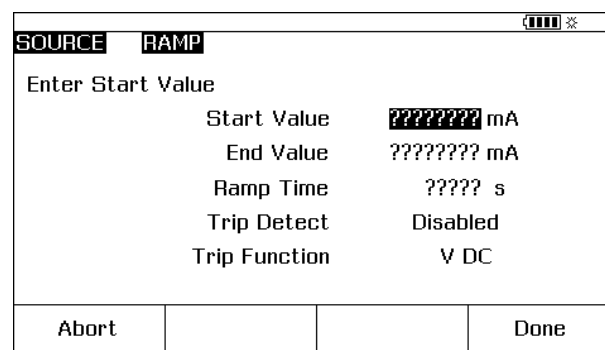 SOURCE RAMP
Enter Start Value
Start Value ???????? mA
End Value ???????? mA
Ramp Time ????? s
Trip Detect Disabled
Trip Function V DC
Abort Done